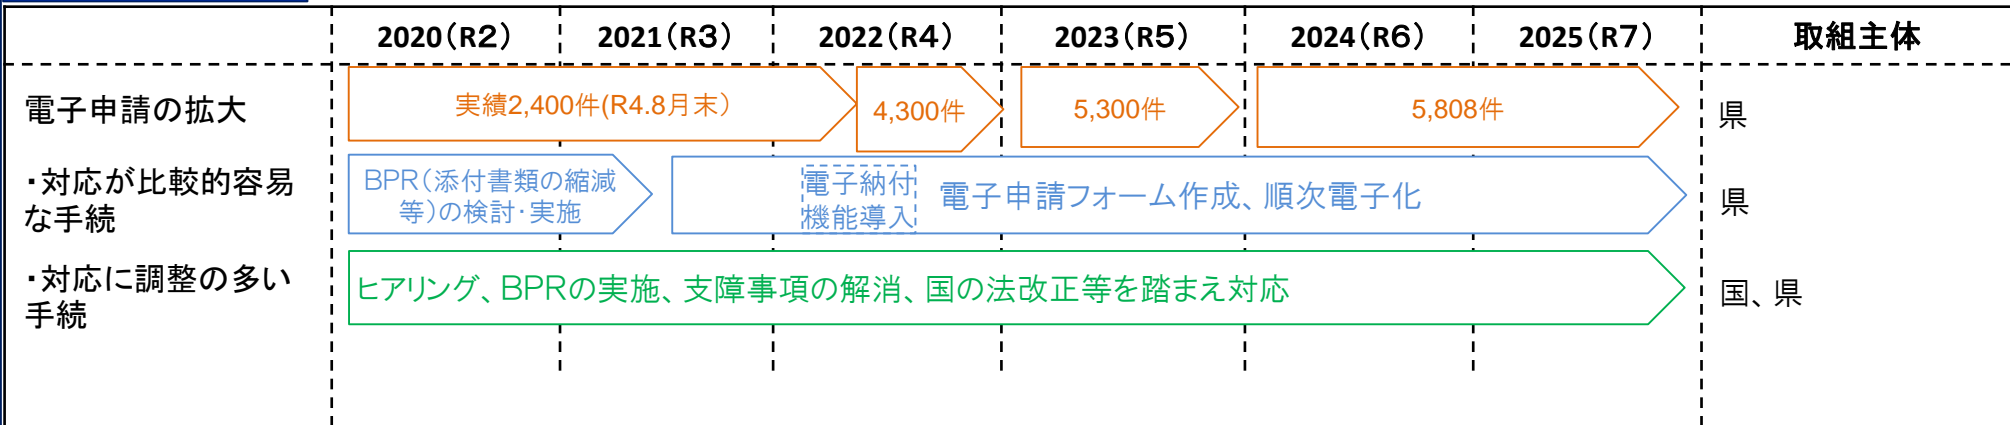 2020(R2) 2021(R3) 2022(R4) 2023(R5) 2024(R6) 2025(R7) 取組主体
電子申請の拡大 実績2,400件(R4.8月末) 4,300件 5,300件 5,808件 県
・対応が比較的容易
な手続
BPR(添付書類の縮減
等)の検討・実施
電子納付
機能導入
電子申請フォーム作成、順次電子化
県
・対応に調整の多い
手続
ヒアリング、BPRの実施、支障事項の解消、国の法改正等を踏まえ対応
国、県